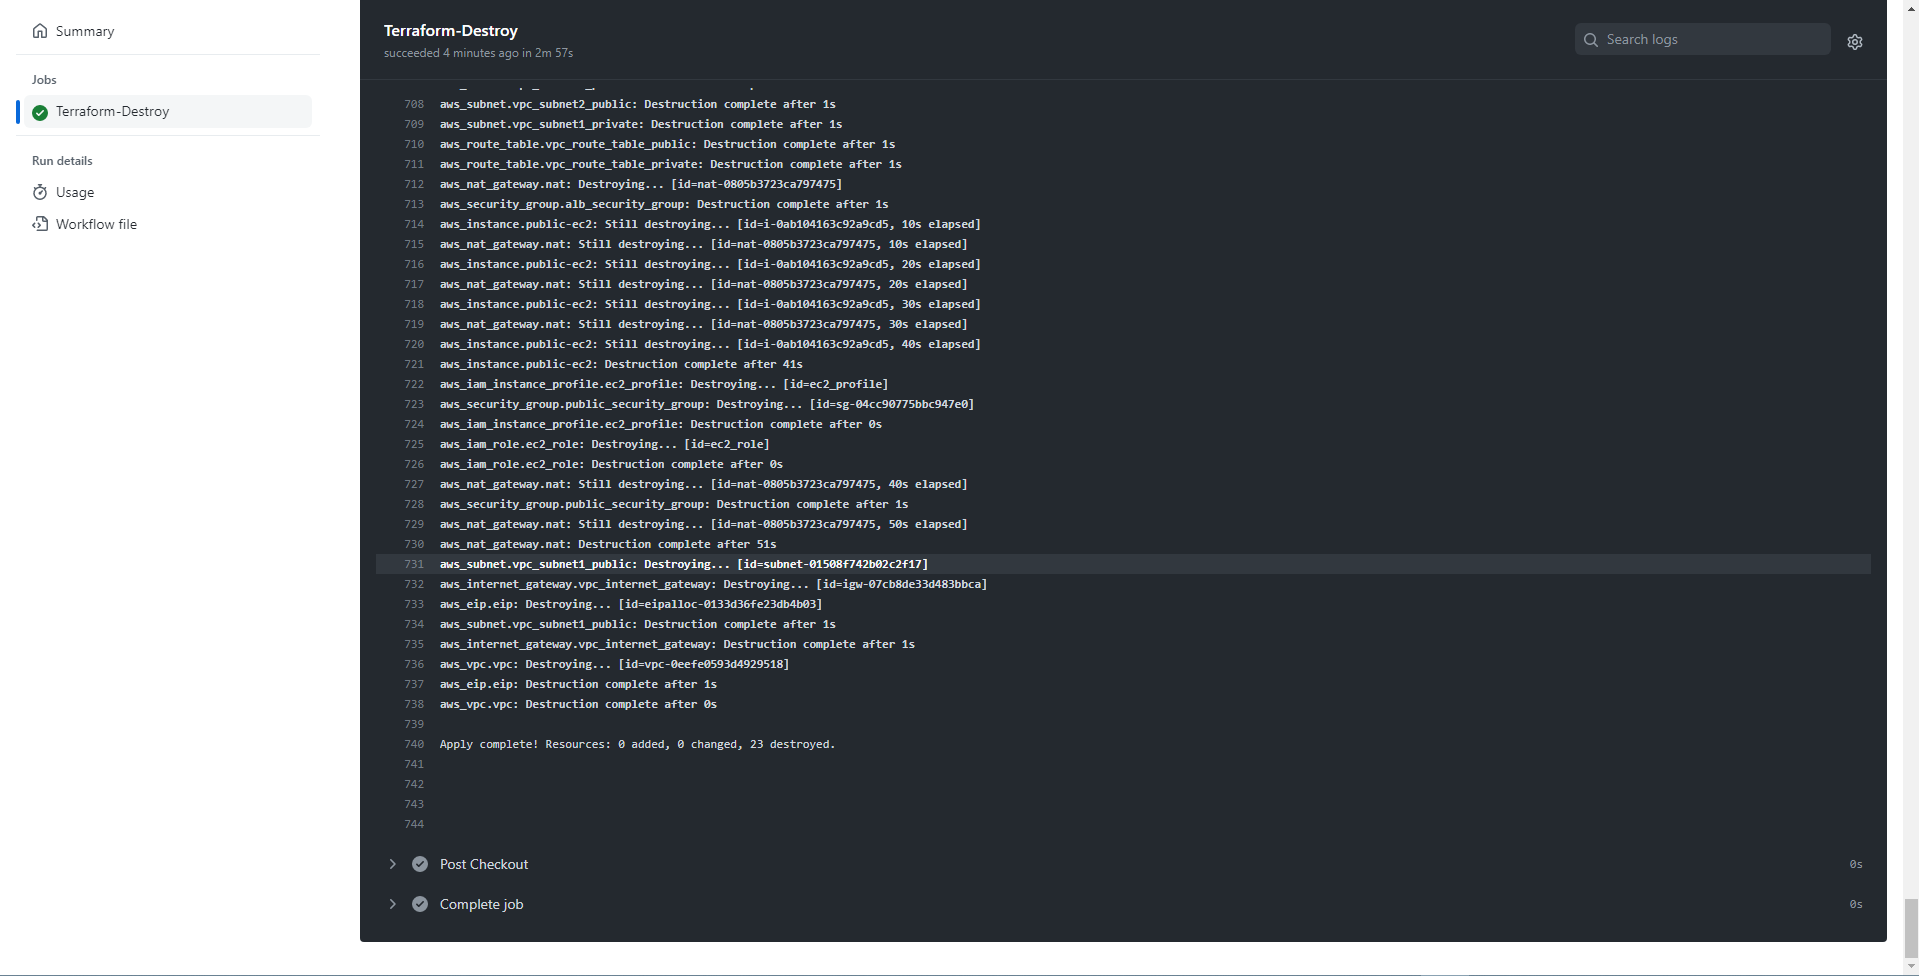 Summary
Jobs
Terraform-Destroy
Run details
Usage
Workflow file
Terraform-Destroy
succeeded 4 minutes ago in 2m 57s
Search logs
708 aws_subnet.vpc_subnet2_public: Destruction complete after 1s
709 aws_subnet.vpc_subnet1_private: Destruction complete after 1s
710 aws_route_table.vpc_route_table_public: Destruction complete after 1s
711 aws_route_table.vpc_route_table_private: Destruction complete after 1s
712 aws_nat_gateway.nat: Destroying... [id=nat-0805b3723ca797475]
713 aws_security_group.alb_security_group: Destruction complete after 1s
714 aws_instance.public-ec2: Still destroying... [id=i-0ab104163c92a9cd5, 10s elapsed]
715 aws_nat_gateway.nat: Still destroying... [id=nat-0805b3723ca797475, 10s elapsed]
716 aws_instance.public-ec2: Still destroying... [id=i-0ab104163c92a9cd5, 20s elapsed]
717 aws_nat_gateway.nat: Still destroying... [id=nat-0805b3723ca797475, 20s elapsed]
718 aws_instance.public-ec2: Still destroying... [id=i-0ab104163c92a9cd5, 30s elapsed]
719 aws_nat_gateway.nat: Still destroying... [id=nat-0805b3723ca797475, 30s elapsed]
720 aws_instance.public-ec2: Still destroying... [id=i-0ab104163c92a9cd5, 40s elapsed]
721 aws_instance.public-ec2: Destruction complete after 41s
722 aws_iam_instance_profile.ec2_profile: Destroying... [id=ec2_profile]
723 aws_security_group.public_security_group: Destroying... [id=sg-04cc90775bbc947e0]
724 aws_iam_instance_profile.ec2_profile: Destruction complete after 0s
725 aws_iam_role.ec2_role: Destroying... [id=ec2_role]
726 aws_iam_role.ec2_role: Destruction complete after 0s
727 aws_nat_gateway.nat: Still destroying... [id=nat-0805b3723ca797475, 40s elapsed]
728 aws_security_group.public_security_group: Destruction complete after 1s
729 aws_nat_gateway.nat: Still destroying... [id=nat-0805b3723ca797475, 50s elapsed]
730 aws_nat_gateway.nat: Destruction complete after 51s
731 aws_subnet.vpc_subnet1_public: Destroying... [id=subnet-01508f742b02c2f17]
732 aws_internet_gateway.vpc_internet_gateway: Destroying... [id=igw-07cb8de33d483bbca]
733 aws_eip.eip: Destroying... [id=eipalloc-0133d36fe23db4b03]
734 aws_subnet.vpc_subnet1_public: Destruction complete after 1s
735 aws_internet_gateway.vpc_internet_gateway: Destruction complete after 1s
736 aws_vpc.vpc: Destroying... [id=vpc-0eefe0593d4929518]
737 aws_eip.eip: Destruction complete after 1s
738 aws_vpc.vpc: Destruction complete after 0s
739
740 Apply complete! Resources: 0 added, 0 changed, 23 destroyed.
741
742
743
744
Post Checkout 0s
Complete job 0s